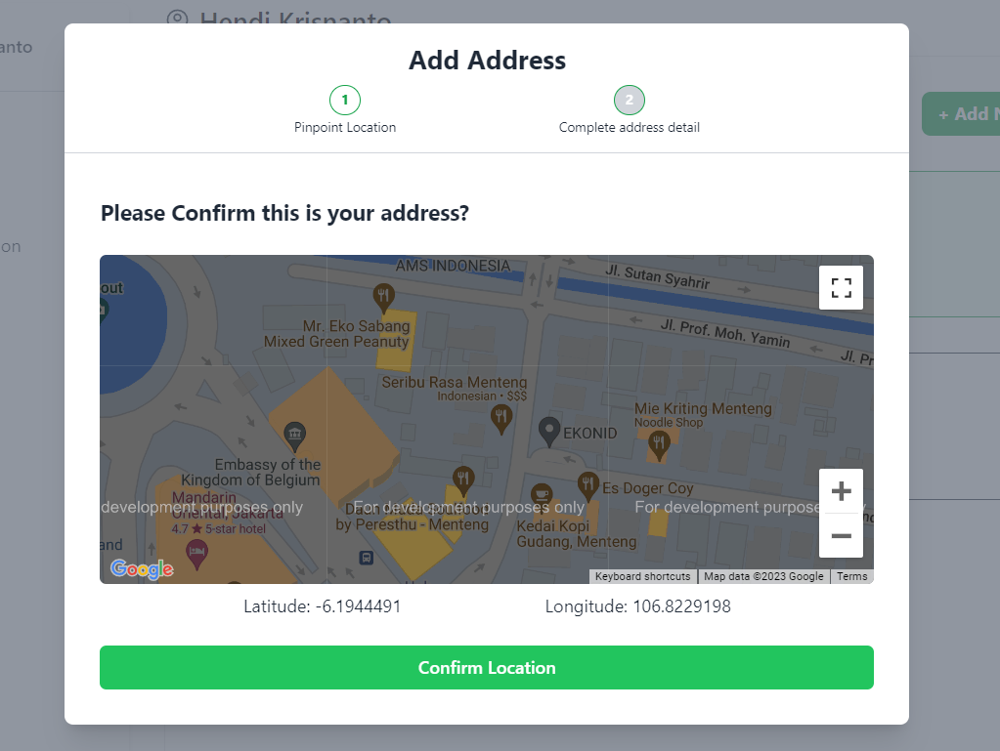 Hendi Krisnanto
anto
Add Address
1
2
Pinpoint Location
Complete address detail
+ Add N
Please Confirm this is your address?
on
AMS INDONESIA
Jl. Sutan Syahrir
out
Mr. Eko Sabang
Mixed Green Peanuty
Jl. Prof. Moh. Yamin
Jl. Pr
Seribu Rasa Menteng
Indonesian • $$$
Mie Kriting Menteng
Noodle Shop
EKONID
Embassy of the
Kingdom of Belgium
Es Doger Coy
Mandarin
Oriental, Jakarta
4.7 ★ 5-star hotel
development purposes only
For development purposes only
For development purpose
by Peresthu - Menteng
Kedai Kopi
Gudang, Menteng
and
Google
Keyboard shortcuts
Map data ©2023 Google
Terms
Latitude: -6.1944491
Longitude: 106.8229198
Confirm Location